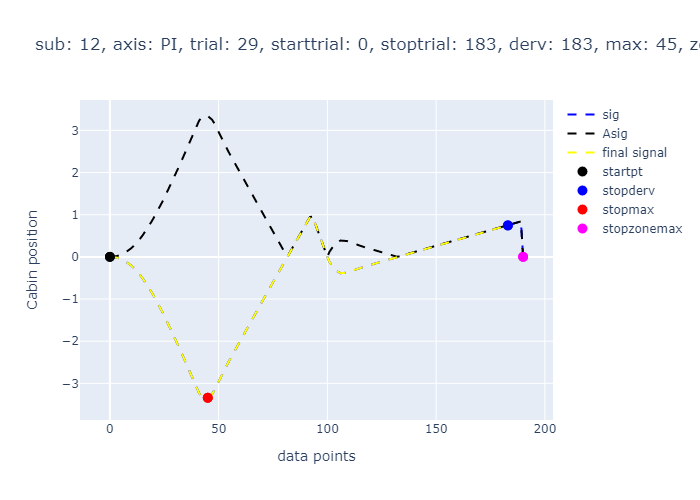 sub: 12, axis: PI, trial: 29, starttrial: 0, stoptrial: 183, derv: 183, max: 45,
sig
Asig
final signal
startpt
stopderv
stopmax
stopzonemax
Cabin position
3
2
1
0
−1
−2
−3
0
50
100
150
200
data points